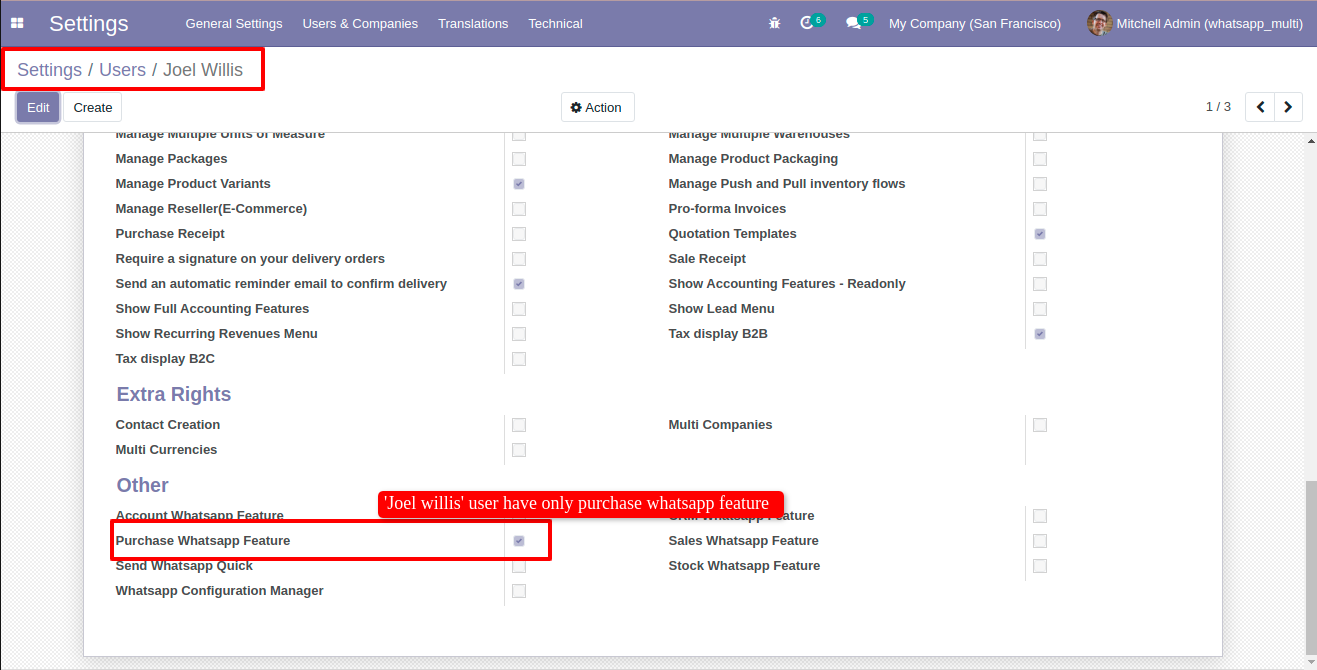 Settings General Settings Users & Companies Translations Technical 6 5 My Company (San Francisco) Mitchell Admin (whatsapp_multi)
Settings / Users / Joel Willis
Edit Create Action 1 / 3
Manage Multiple Units of Measure Manage Multiple Warehouses
Manage Packages Manage Product Packaging
Manage Product Variants Manage Push and Pull inventory flows
Manage Reseller(E-Commerce) Pro-forma Invoices
Purchase Receipt Quotation Templates
Require a signature on your delivery orders Sale Receipt
Send an automatic reminder email to confirm delivery Show Accounting Features - Readonly
Show Full Accounting Features Show Lead Menu
Show Recurring Revenues Menu Tax display B2B
Tax display B2C
Extra Rights
Contact Creation Multi Companies
Multi Currencies
Other
'Joel willis' user have only purchase whatsapp feature
Account Whatsapp Feature CRM Whatsapp Feature
Purchase Whatsapp Feature Sales Whatsapp Feature
Send Whatsapp Quick Stock Whatsapp Feature
Whatsapp Configuration Manager